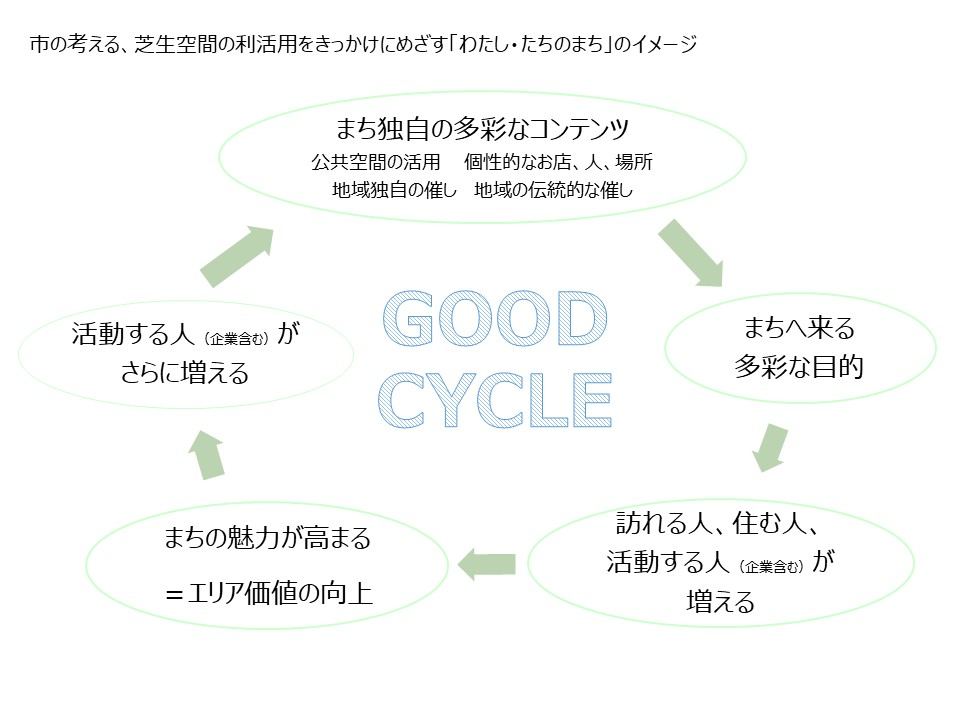 市の考える、芝生空間の利活用をきっかけにめざす「わたし・たちのまち」のイメージ
まち独自の多彩なコンテンツ
公共空間の活用　個性的なお店、人、場所
地域独自の催し　地域の伝統的な催し
まちへ来る
多彩な目的
訪れる人、住む人、
活動する人（企業含む）が
増える
まちの魅力が高まる
＝エリア価値の向上
活動する人（企業含む）が
さらに増える
GOOD
CYCLE